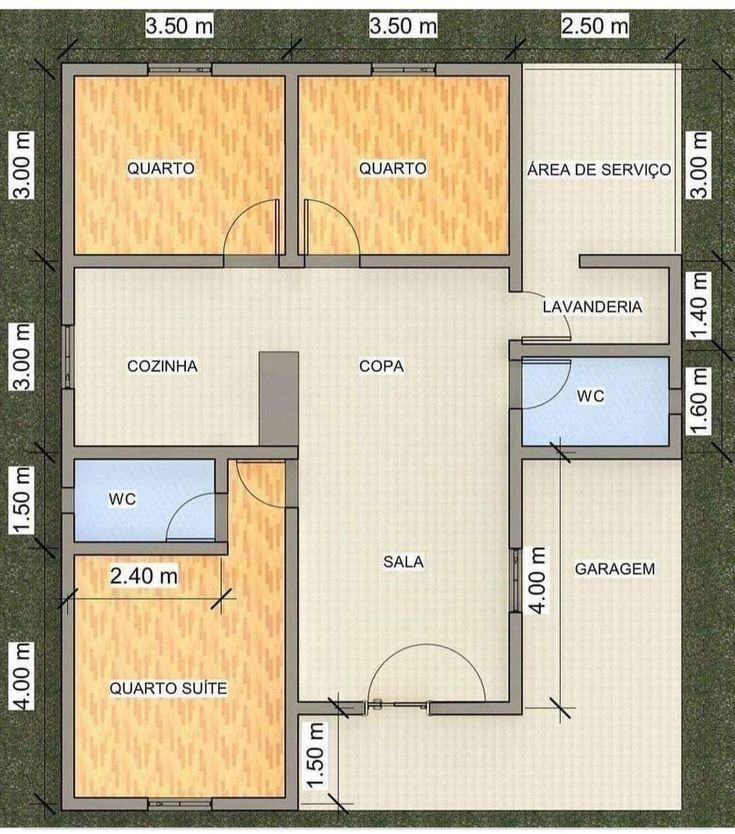 3.50 m
3.50 m
2.50 m
3.00 m
QUARTO
QUARTO
ÁREA DE SERVIÇO
3.00 m
LAVANDERIA
1.40 m
3.00 m
COZINHA
COPA
WC
1.60 m
1.50 m
WC
SALA
4.00 m
GARAGEM
2.40 m
4.00 m
QUARTO SUÍTE
1.50 m